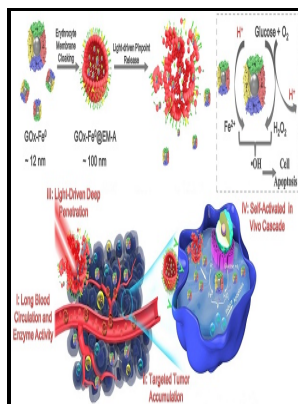 Erythrocyte
Membrane
Cloaking
Light-driven Pinpoint
Release
GOx-Fe⁰
~ 12 nm
GOx-Fe⁰@EM-A
~ 100 nm
Glucose + O₂
H⁺
H⁺
Fe²⁺
H₂O₂
•OH
Cell
Apoptosis
III: Light-Driven Deep
Penetration
IV: Self-Activated in
Vivo Cascade
I: Long Blood
Circulation and
Enzyme Activity
II: Targeted Tumor
Accumulation